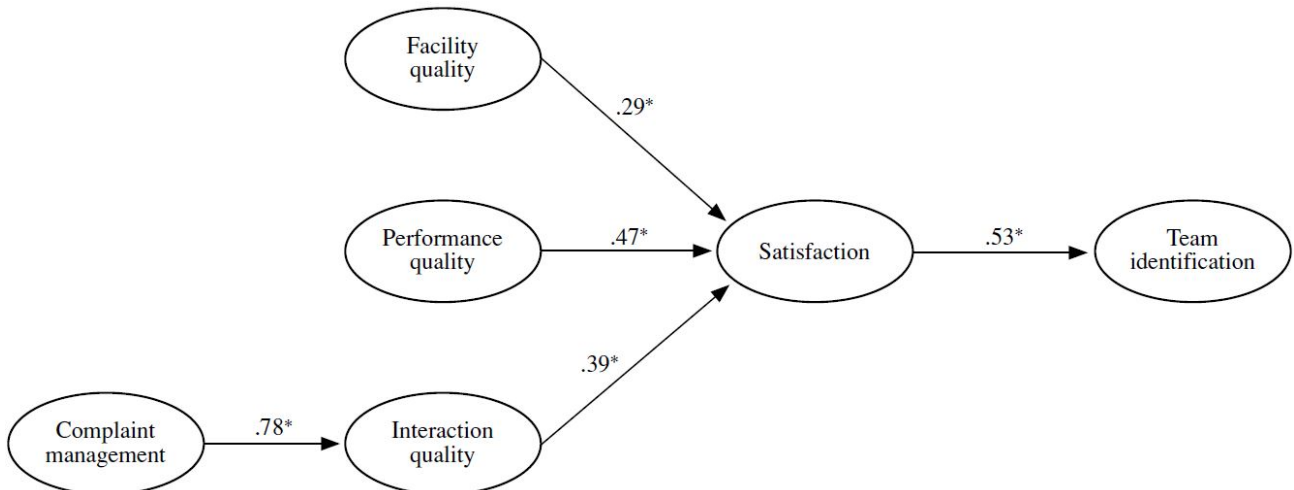 Facility
quality
.29*
Performance
quality
.47*
Satisfaction
.53*
Team
identification
.39*
Complaint
management
.78*
Interaction
quality